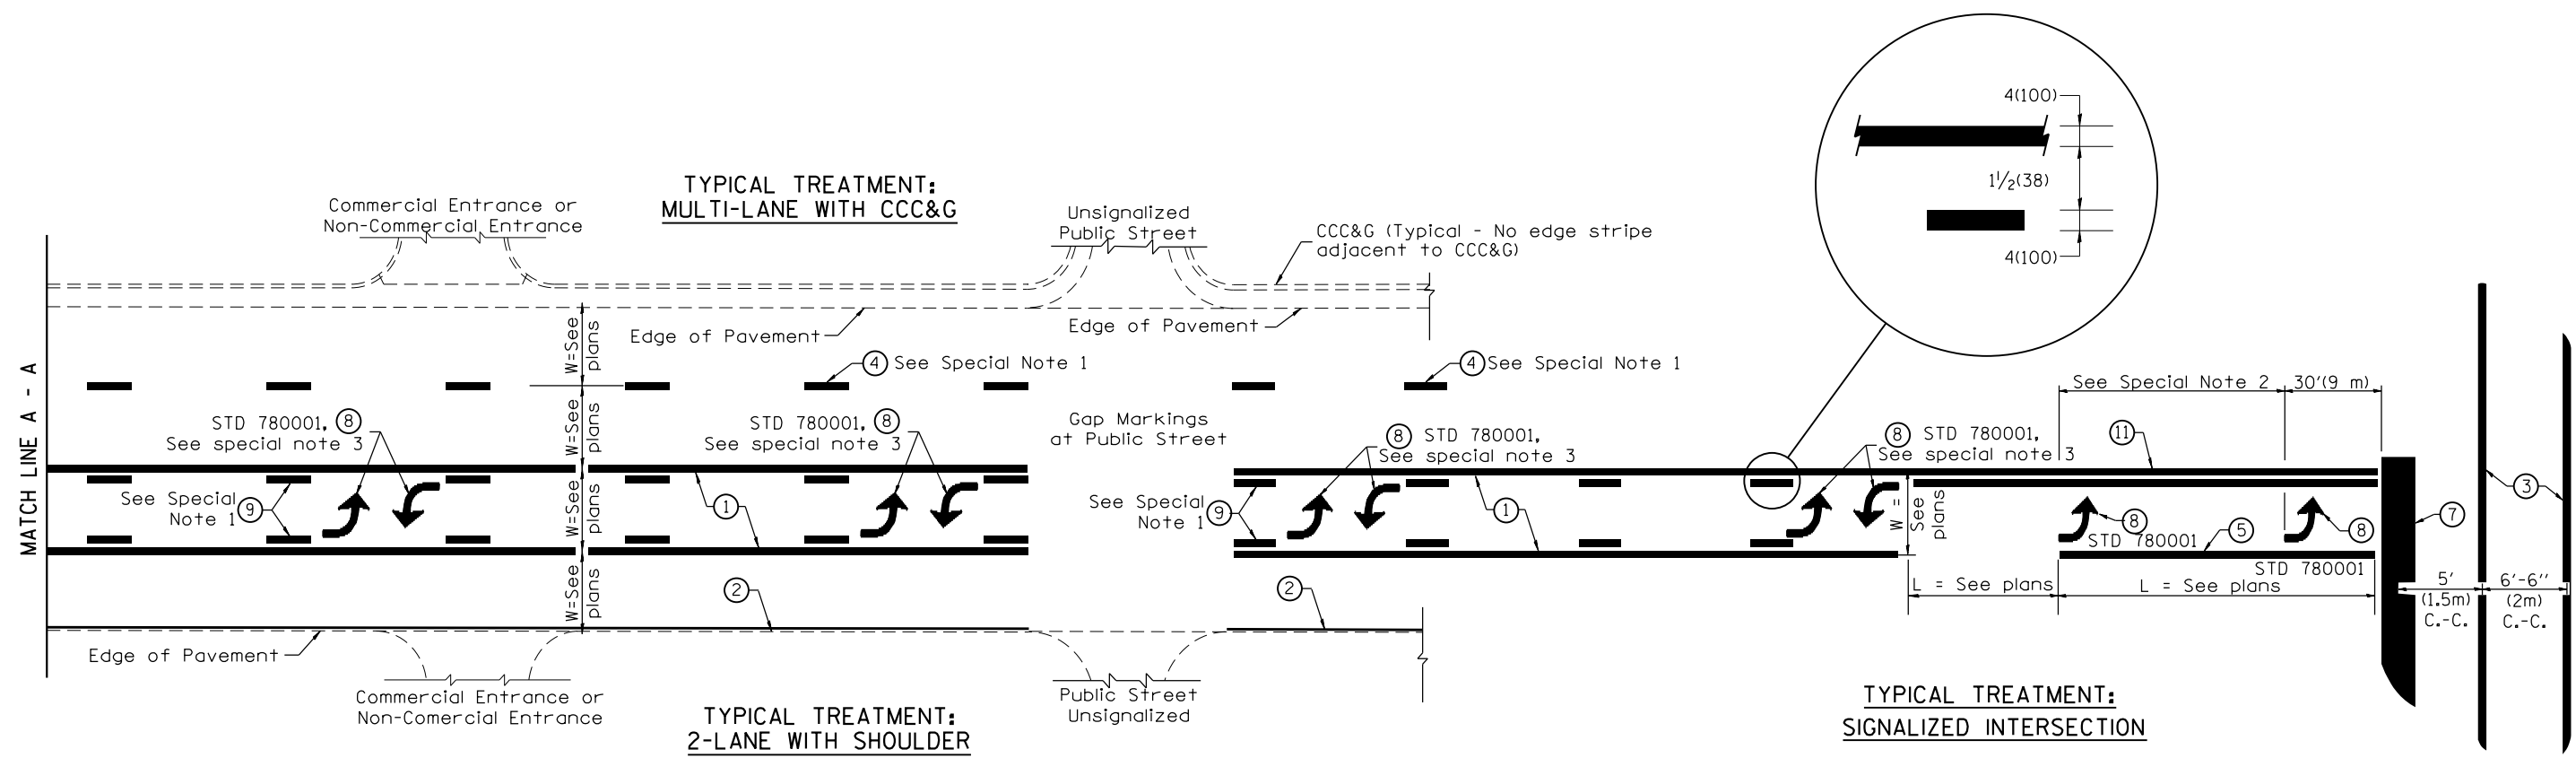 TYPICAL TREATMENT:
MULTI-LANE WITH CCC&G
Commercial Entrance or
Non-Commercial Entrance
Unsignalized
Public Street
CCC&G (Typical - No edge stripe
adjacent to CCC&G)
4(100)
1 1/2(38)
4(100)
MATCH LINE A - A
W=See
plans
Edge of Pavement
Edge of Pavement
4 See Special Note 1
4 See Special Note 1
W=See
plans
STD 780001, 8
See special note 3
STD 780001, 8
See special note 3
Gap Markings
at Public Street
8 STD 780001,
See special note 3
8 STD 780001,
See special note 3
See Special Note 2
30'(9 m)
11
See Special
Note 1
9
W=See
plans
1
See Special
Note 1
9
1
W =
See
plans
8
STD 780001
5
8
STD 780001
7
3
W=See
plans
2
2
L = See plans
L = See plans
5'
(1.5m)
C.-C.
6'-6"
(2m)
C.-C.
Edge of Pavement
Commercial Entrance or
Non-Comercial Entrance
Public Street
Unsignalized
TYPICAL TREATMENT:
2-LANE WITH SHOULDER
TYPICAL TREATMENT:
SIGNALIZED INTERSECTION